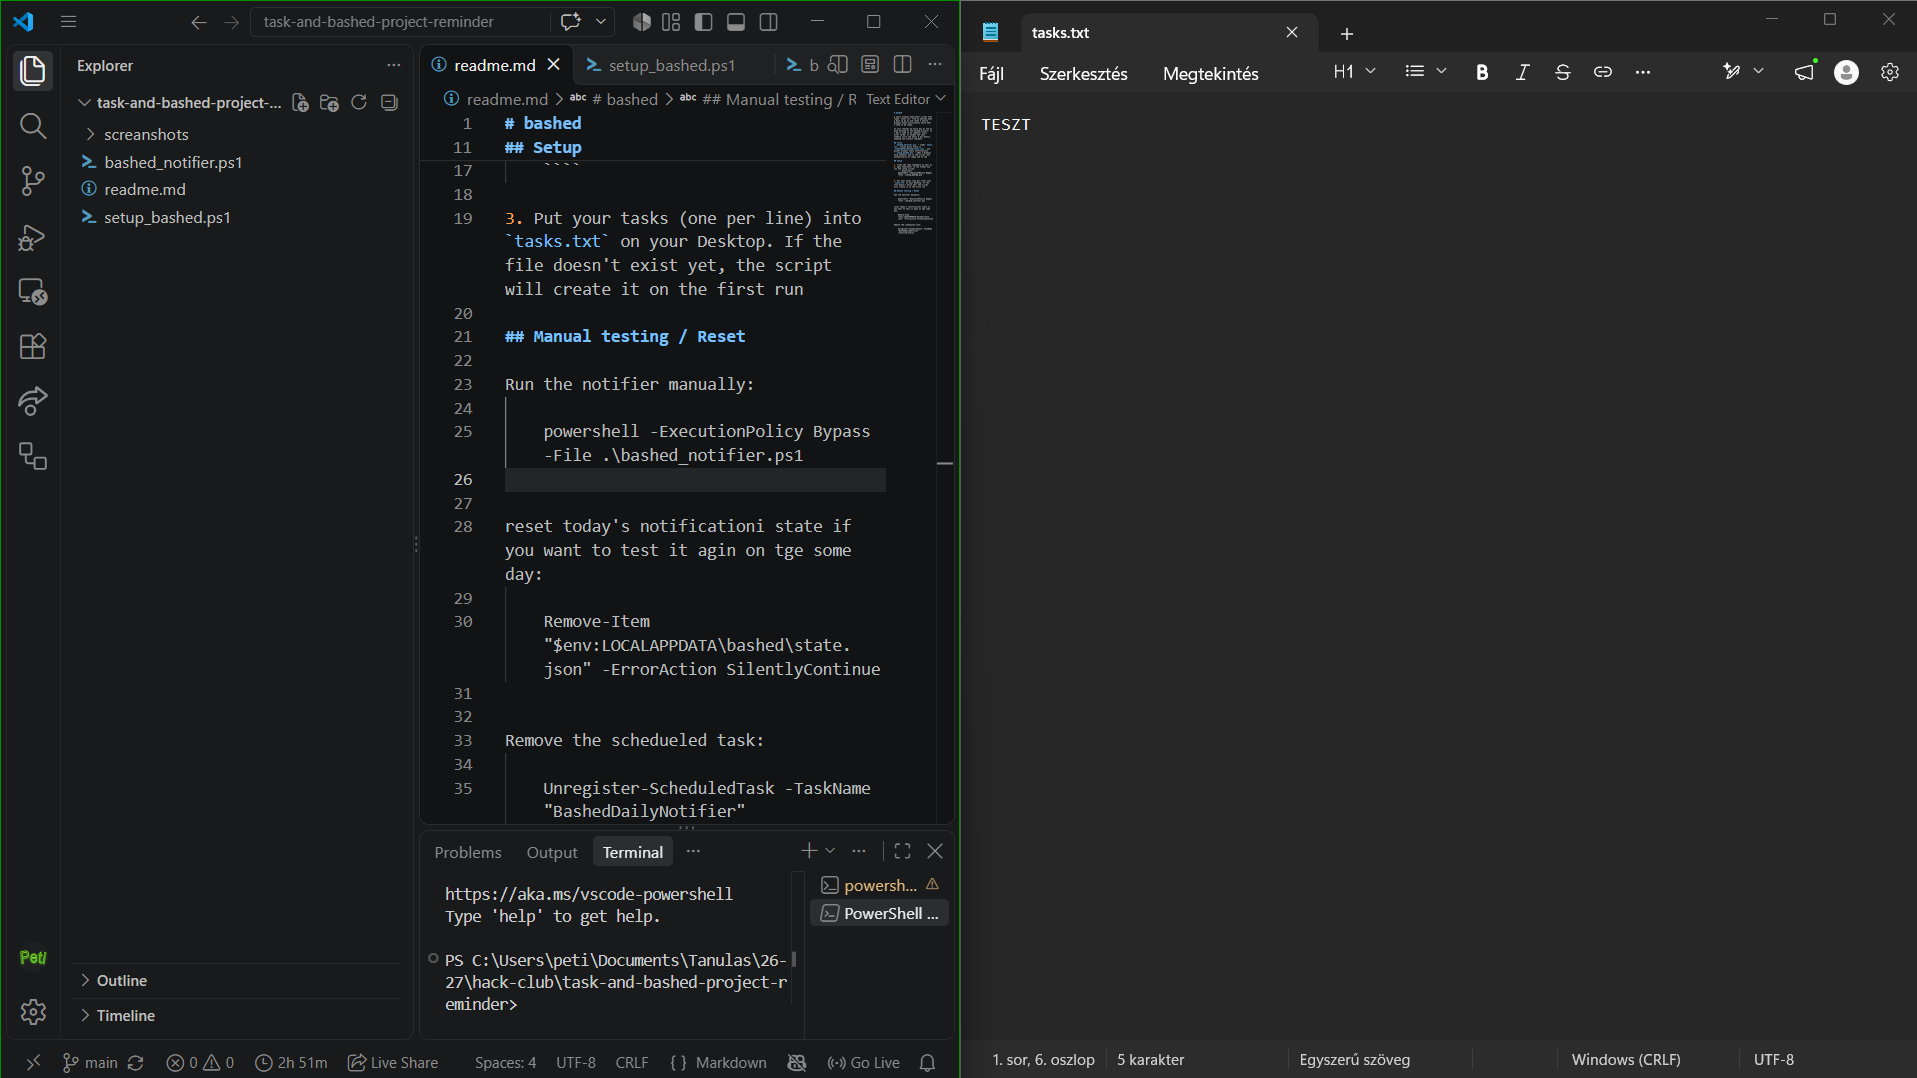 task-and-bashed-project-reminder
Explorer
task-and-bashed-project-...
screanshots
bashed_notifier.ps1
readme.md
setup_bashed.ps1
Outline
Timeline
Peti
readme.md
setup_bashed.ps1
b
readme.md > # bashed > ## Manual testing / R
Text Editor
1 # bashed
11 ## Setup
17 ````
18
19 3. Put your tasks (one per line) into
`tasks.txt` on your Desktop. If the
file doesn't exist yet, the script
will create it on the first run
20
21 ## Manual testing / Reset
22
23 Run the notifier manually:
24
25 powershell -ExecutionPolicy Bypass
-File .\bashed_notifier.ps1
26
27
28 reset today's notificationi state if
you want to test it agin on tge some
day:
29
30 Remove-Item
"$env:LOCALAPPDATA\bashed\state.
json" -ErrorAction SilentlyContinue
31
32
33 Remove the schedueled task:
34
35 Unregister-ScheduledTask -TaskName
"BashedDailyNotifier"
Problems Output Terminal
https://aka.ms/vscode-powershell
Type 'help' to get help.
PS C:\Users\peti\Documents\Tanulas\26-
27\hack-club\task-and-bashed-project-r
eminder>
powersh...
PowerShell ...
main 0 0 2h 51m Live Share Spaces: 4 UTF-8 CRLF { } Markdown Go Live
tasks.txt
Fájl Szerkesztés Megtekintés H1 B I S
TESZT
1. sor, 6. oszlop 5 karakter Egyszerű szöveg Windows (CRLF) UTF-8